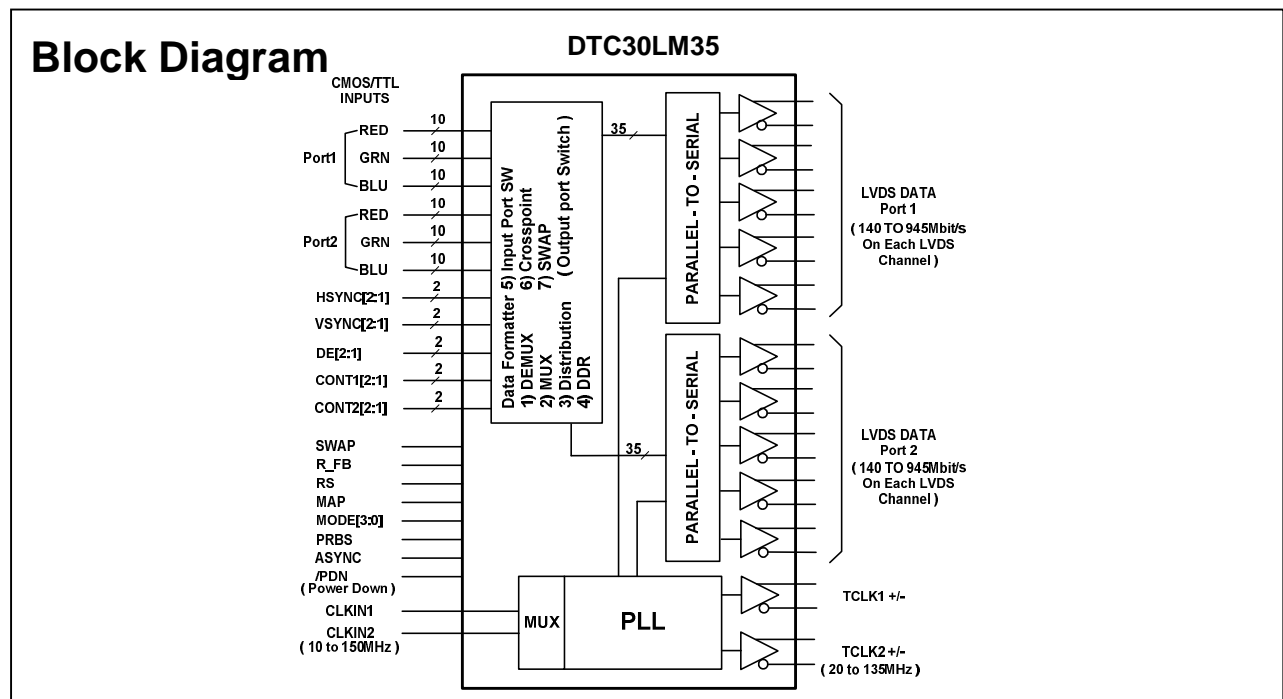 Block Diagram
DTC30LM35
CMOS/TTL
INPUTS
Port1
RED
10
GRN
10
BLU
10
Port2
RED
10
GRN
10
BLU
10
HSYNC[2:1]
2
VSYNC[2:1]
2
DE[2:1]
2
CONT1[2:1]
2
CONT2[2:1]
2
SWAP
R_FB
RS
MAP
MODE[3:0]
PRBS
ASYNC
/PDN
( Power Down )
CLKIN1
CLKIN2
( 10 to 150MHz )
Data Formatter
1) DEMUX
2) MUX
3) Distribution
4) DDR
5) Input Port SW
6) Crosspoint
7) SWAP
( Output port Switch )
35
35
PARALLEL - TO - SERIAL
PARALLEL - TO - SERIAL
MUX
PLL
LVDS DATA
Port 1
( 140 TO 945Mbit/s
On Each LVDS
Channel )
LVDS DATA
Port 2
( 140 TO 945Mbit/s
On Each LVDS
Channel )
TCLK1 +/-
TCLK2 +/-
( 20 to 135MHz )